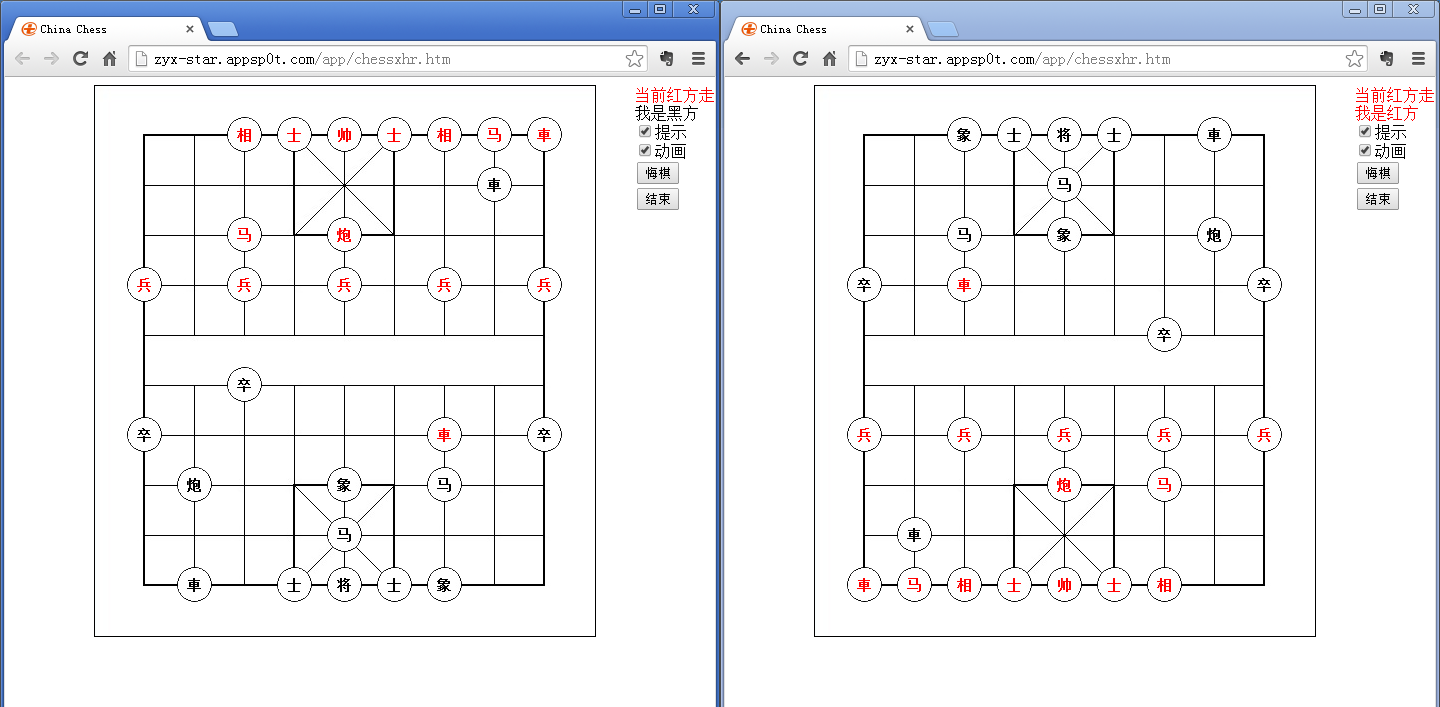 China Chess
zyx-star.appsp0t.com/app/chessxhr.htm
相 士 帅 士 相 马 車
車
马 炮
兵 兵 兵 兵 兵
卒
卒 車 卒
炮 象 马
马
車 士 将 士 象
当前红方走
我是黑方
提示
动画
悔棋
结束
China Chess
zyx-star.appsp0t.com/app/chessxhr.htm
象 士 将 士 車
马
马 象 炮
卒 車 卒
卒
兵 兵 兵 兵 兵
炮 马
車
車 马 相 士 帅 士 相
当前红方走
我是红方
提示
动画
悔棋
结束